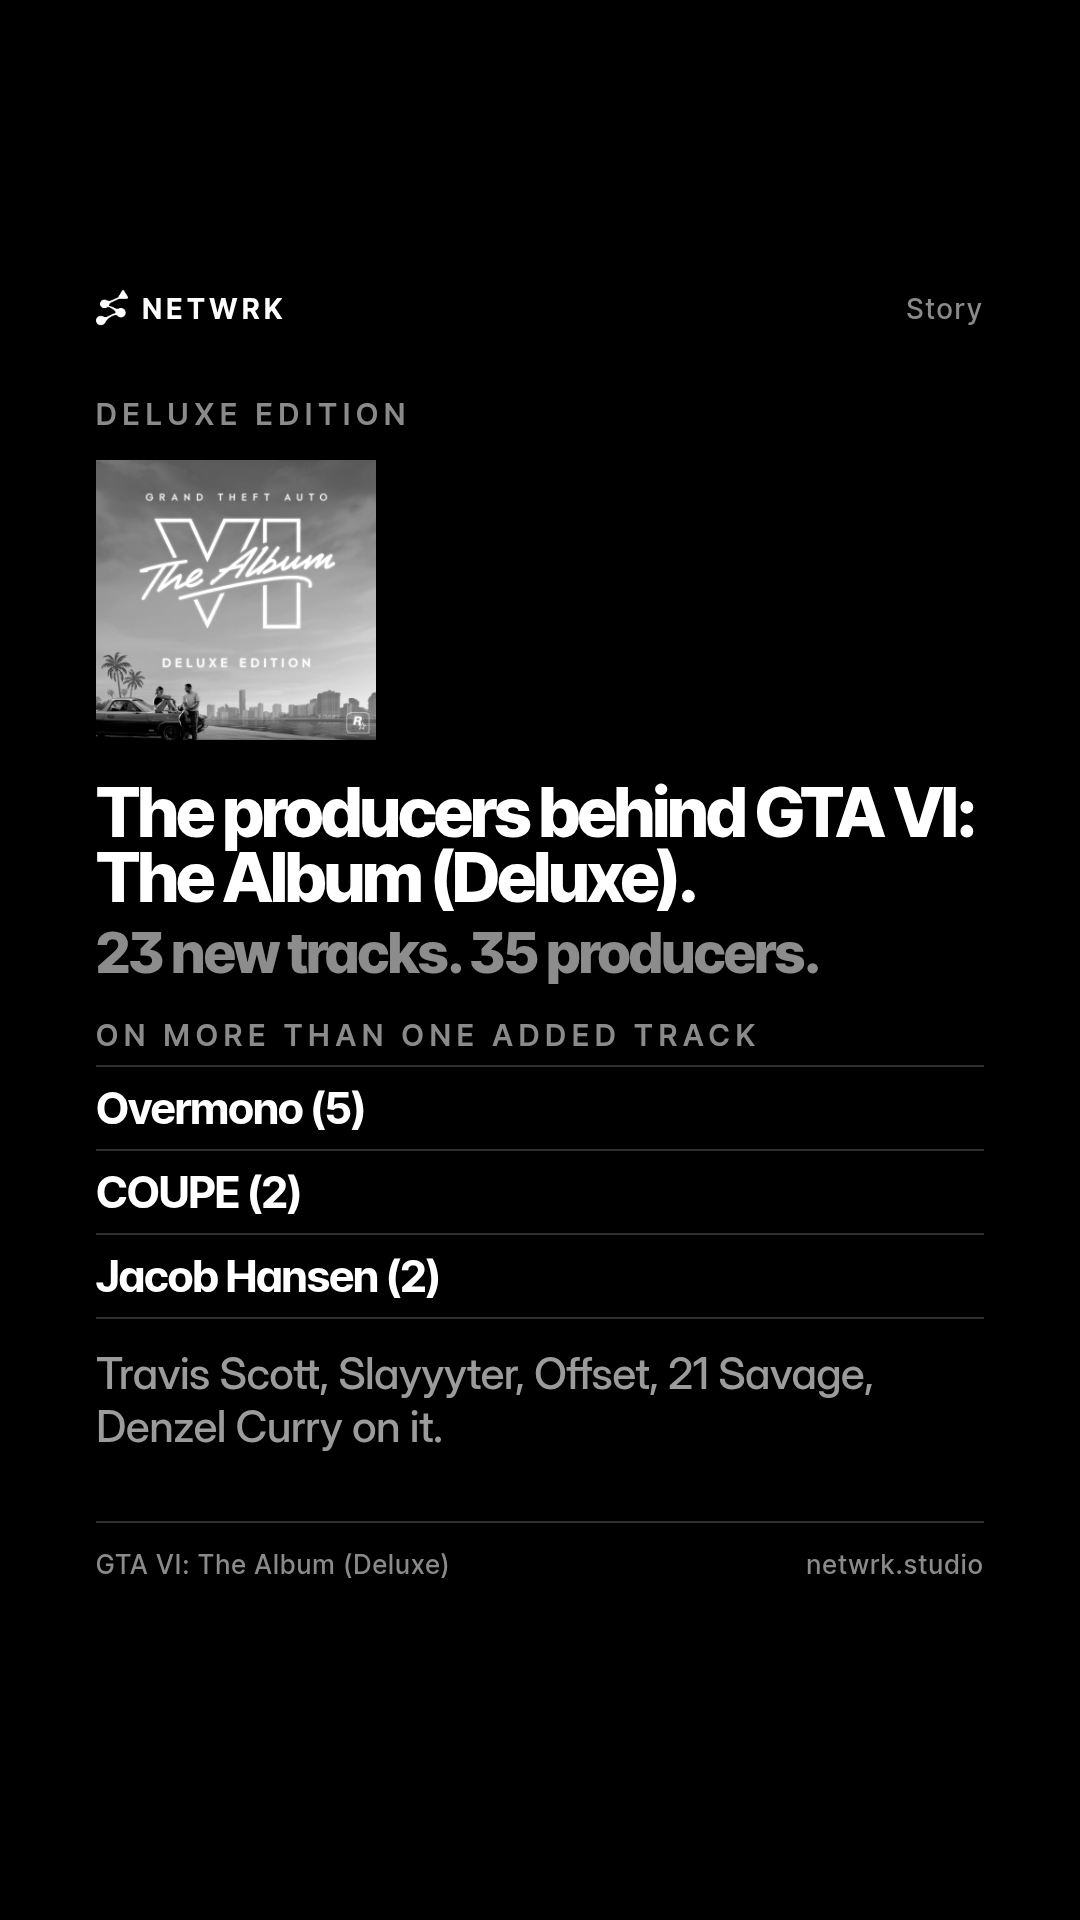 NETWRK
Story
DELUXE EDITION
GRAND THEFT AUTO
VI
The Album
DELUXE EDITION
R
The producers behind GTA VI:
The Album (Deluxe).
23 new tracks. 35 producers.
ON MORE THAN ONE ADDED TRACK
Overmono (5)
COUPE (2)
Jacob Hansen (2)
Travis Scott, Slayyyter, Offset, 21 Savage,
Denzel Curry on it.
GTA VI: The Album (Deluxe)
netwrk.studio